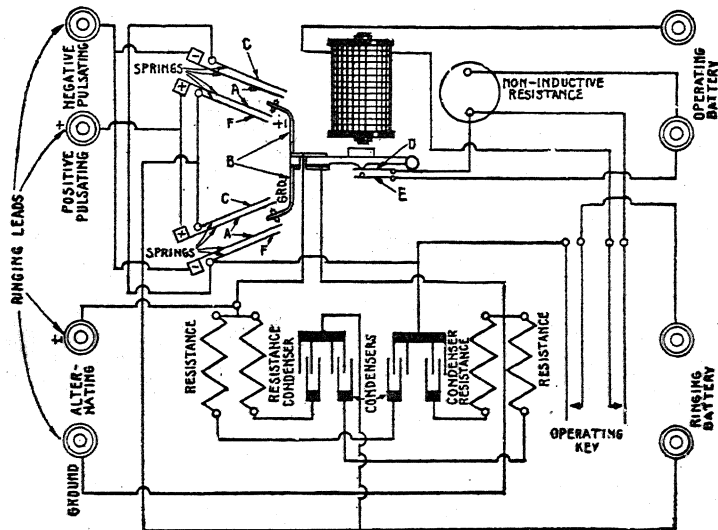 RINGING LEADS
NEGATIVE
PULSATING
+
POSITIVE
PULSATING
+-
ALTER-
NATING
GROUND
SPRINGS
-
+
C
A
F
+-
B
GRD.
C
A
F
SPRINGS
+
-
D
E
NON-INDUCTIVE
RESISTANCE
OPERATING
BATTERY
RESISTANCE
RESISTANCE
CONDENSER
CONDENSERS
CONDENSER
RESISTANCE
RESISTANCE
OPERATING
KEY
RINGING
BATTERY